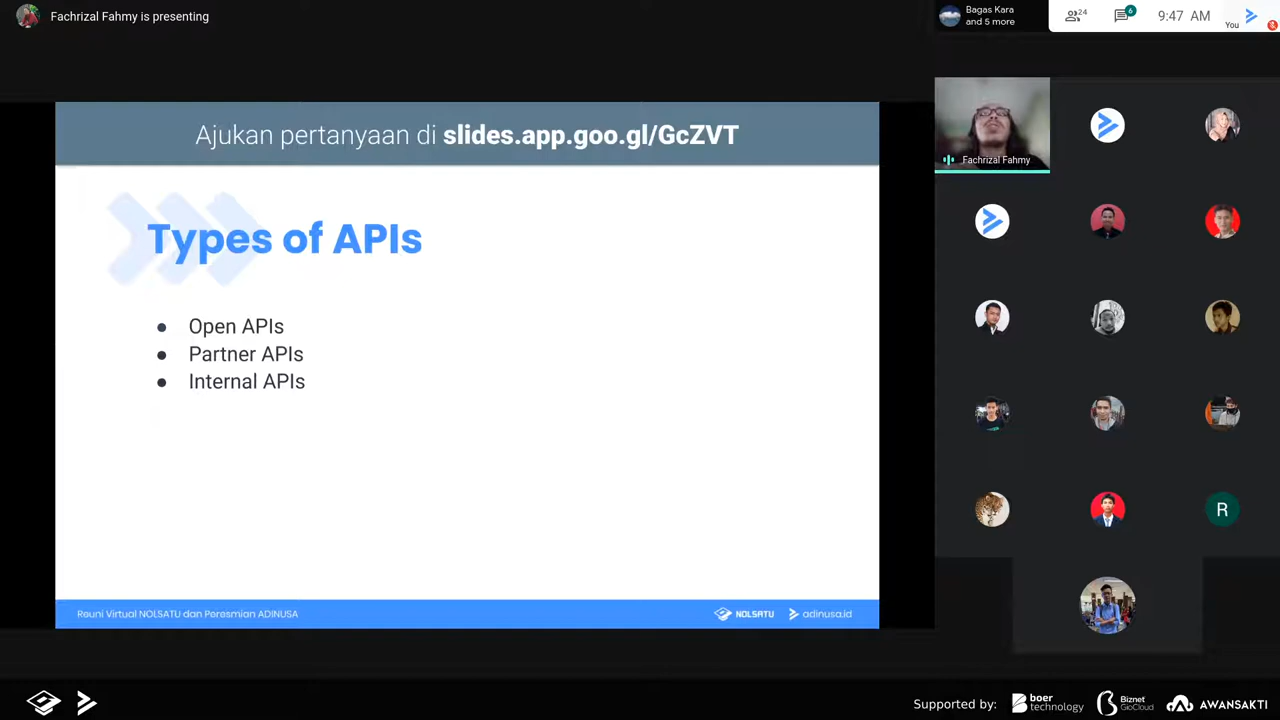 Fachrizal Fahmy is presenting
Bagas Kara
and 5 more
24
6
9:47 AM
You
Ajukan pertanyaan di slides.app.goo.gl/GcZVT
Types of APIs
● Open APIs
● Partner APIs
● Internal APIs
Fachrizal Fahmy
R
Reuni Virtual NOLSATU dan Peresmian ADINUSA
NOLSATU
adinusa.id
Supported by:
boer
technology
Biznet
GioCloud
AWANSAKTI